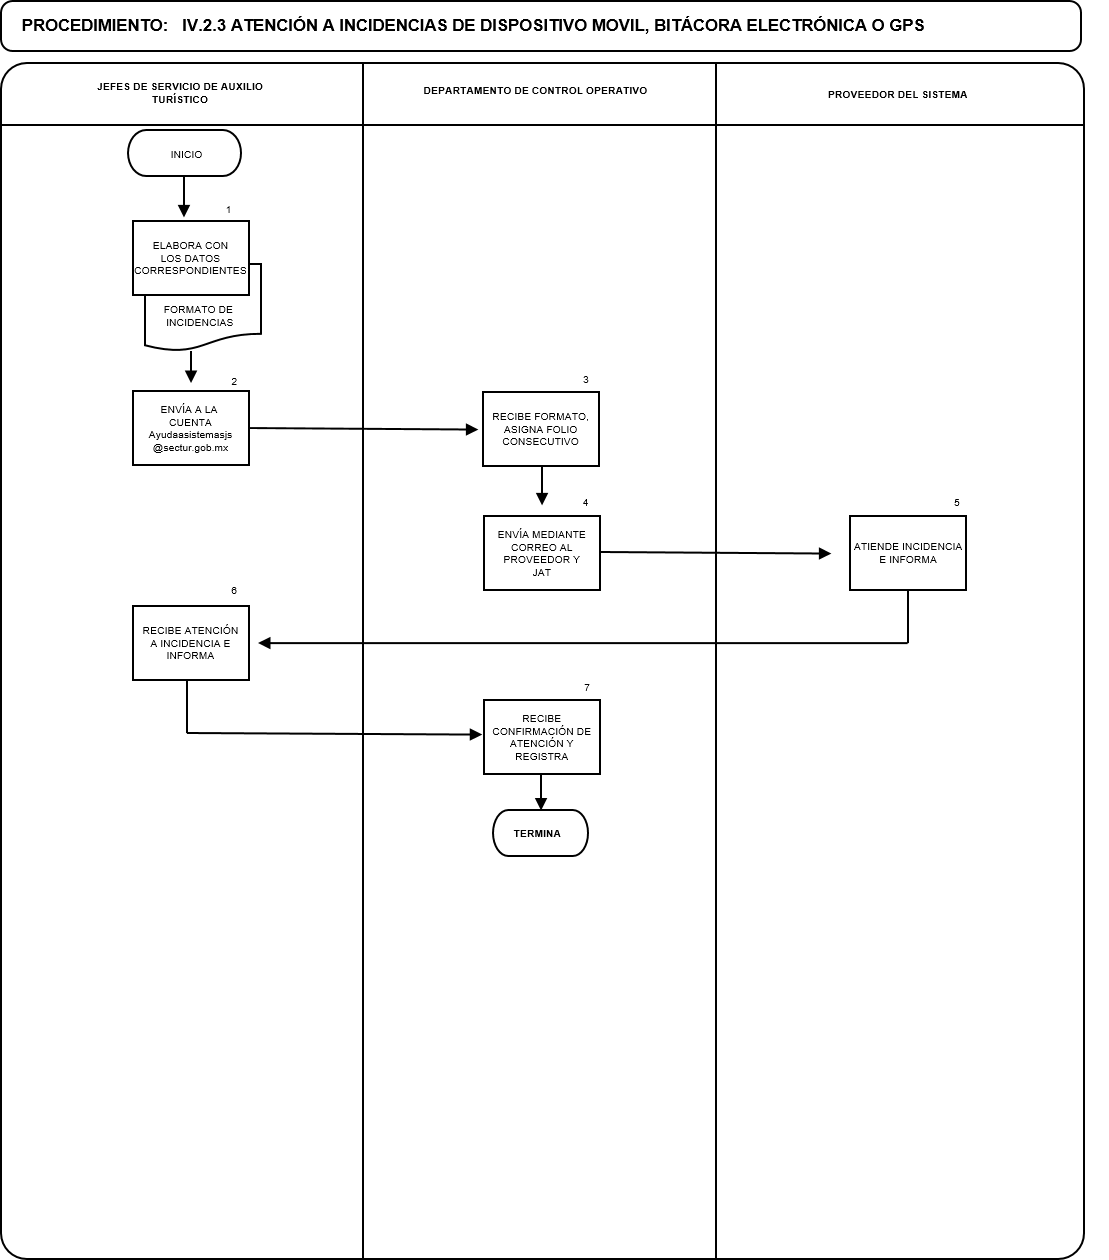 PROCEDIMIENTO: IV.2.3 ATENCIÓN A INCIDENCIAS DE DISPOSITIVO MOVIL, BITÁCORA ELECTRÓNICA O GPS
JEFES DE SERVICIO DE AUXILIO
TURÍSTICO
DEPARTAMENTO DE CONTROL OPERATIVO
PROVEEDOR DEL SISTEMA
INICIO
1
ELABORA CON
LOS DATOS
CORRESPONDIENTES
FORMATO DE
INCIDENCIAS
2
ENVÍA A LA
CUENTA
Ayudaasistemasjs
@sectur.gob.mx
3
RECIBE FORMATO,
ASIGNA FOLIO
CONSECUTIVO
4
ENVÍA MEDIANTE
CORREO AL
PROVEEDOR Y
JAT
5
ATIENDE INCIDENCIA
E INFORMA
6
RECIBE ATENCIÓN
A INCIDENCIA E
INFORMA
7
RECIBE
CONFIRMACIÓN DE
ATENCIÓN Y
REGISTRA
TERMINA